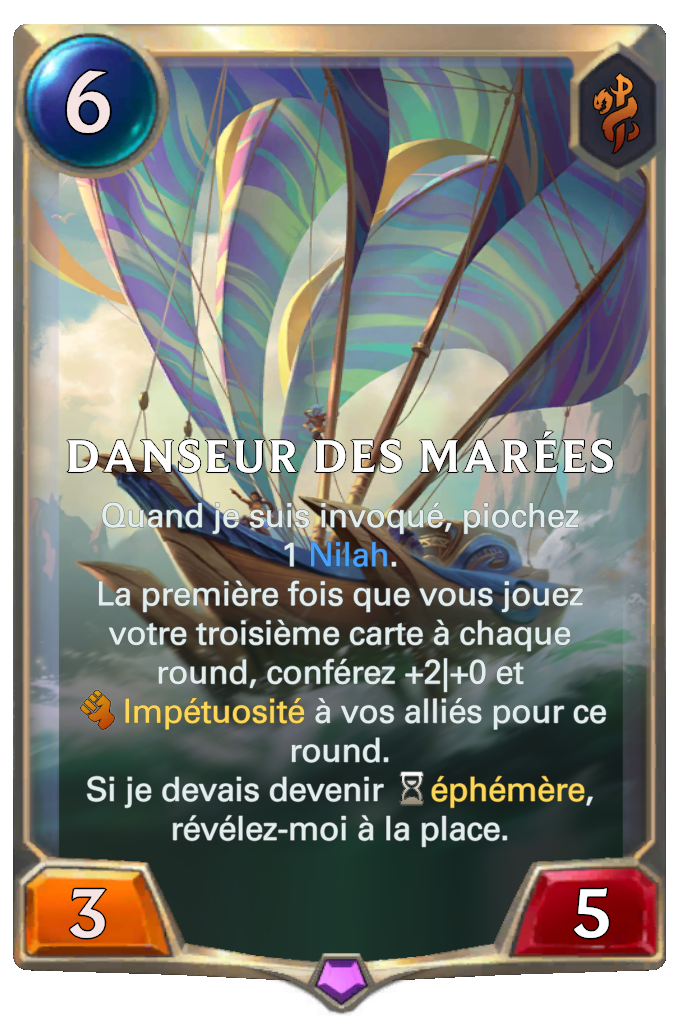 6
DANSEUR DES MARÉES
Quand je suis invoqué, piochez
1 Nilah.
La première fois que vous jouez
votre troisième carte à chaque
round, conférez +2|+0 et
Impétuosité à vos alliés pour ce
round.
Si je devais devenir éphémère,
révélez-moi à la place.
3
5